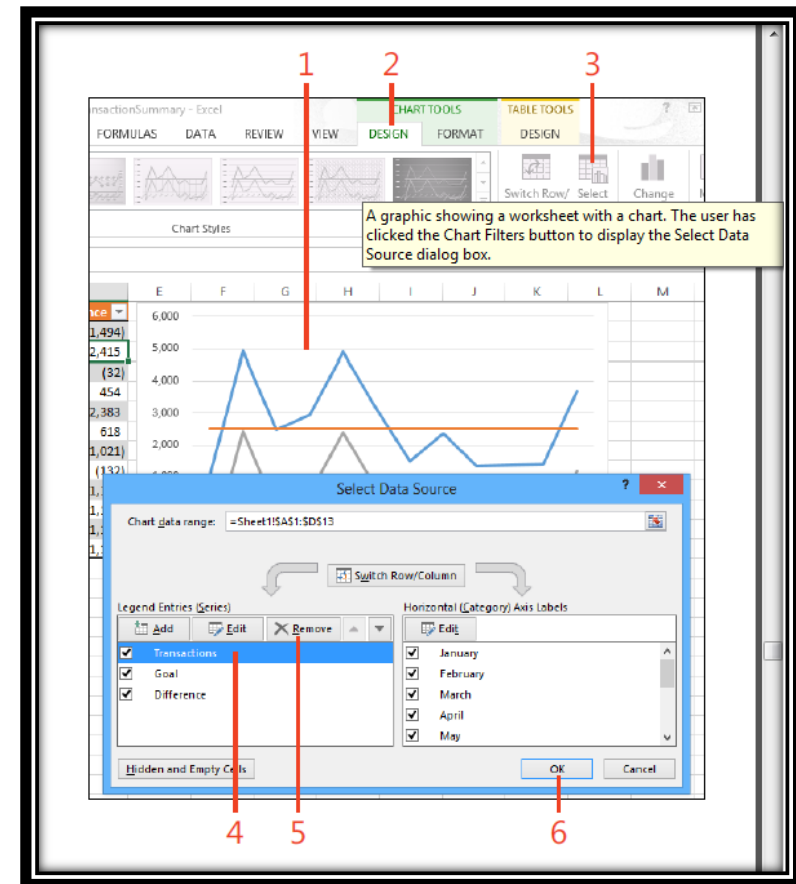 1 2 3
nsactionSummary - Excel
CHART TOOLS TABLE TOOLS ?
FORMULAS DATA REVIEW VIEW DESIGN FORMAT DESIGN
Switch Row/ Select Change
Chart Styles
A graphic showing a worksheet with a chart. The user has
clicked the Chart Filters button to display the Select Data
Source dialog box.
E F G H I J K L M
nce
1,494)
2,415
(32)
454
2,383
618
1,021)
(132)
6,000
5,000
4,000
3,000
2,000
Select Data Source ?
Chart data range: =Sheet1!$A$1:$D$13
Switch Row/Column
Legend Entries (Series) Horizontal (Category) Axis Labels
Add Edit Remove Edit
Transactions January
Goal February
Difference March
April
May
Hidden and Empty Cells OK Cancel
4 5 6